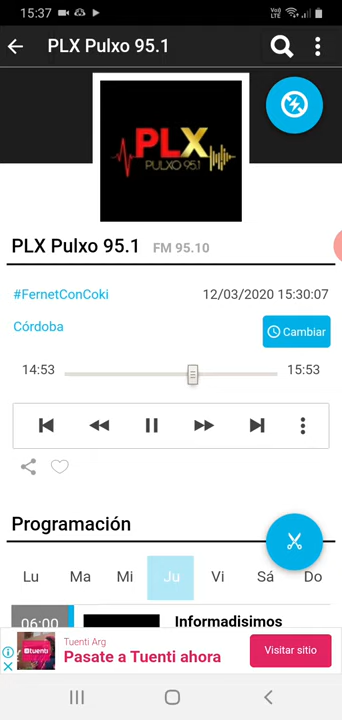 15:37
Vo)) LTE
PLX Pulxo 95.1
PLX
PULXO 95.1
PLX Pulxo 95.1 FM 95.10
#FernetConCoki 12/03/2020 15:30:07
Córdoba
Cambiar
14:53 15:53
Programación
Lu Ma Mi Ju Vi Sá Do
06:00 Informadisimos
tuenti
Tuenti Arg
Pasate a Tuenti ahora
Visitar sitio